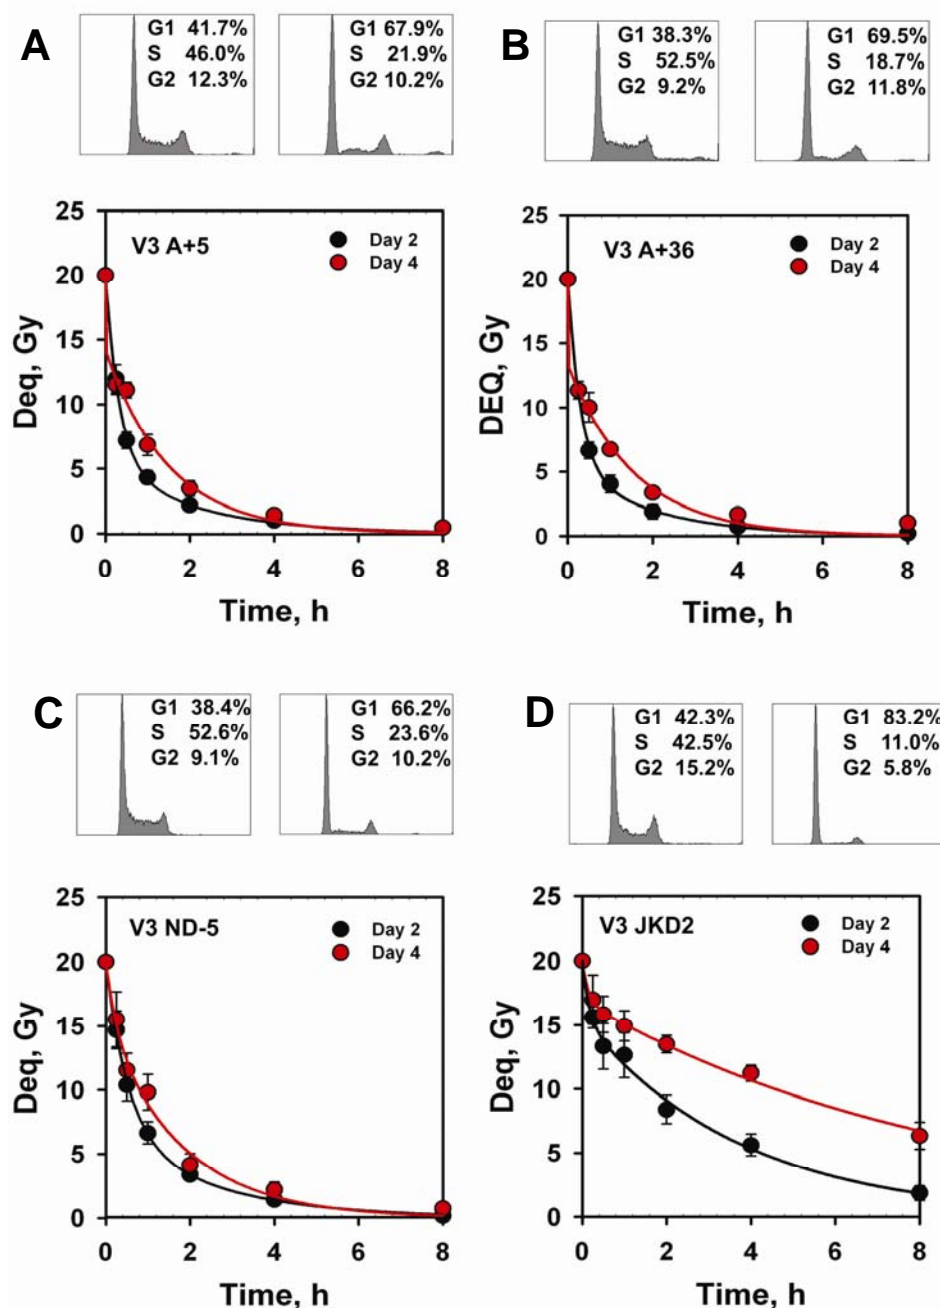 A
G1 41.7%
S 46.0%
G2 12.3%
67.9%
S 21.9%
G2 10.2%
B
G1 38.3%
S 52.5%
G2 9.2%
G1 69.5%
S 18.7%
G2 11.8%
25
20
15
10
5
0
Deq, Gy
V3 A+5
Day 2
Day 4
0 2 4 6 8
Time, h
25
20
15
10
5
0
DEQ, Gy
V3 A+36
Day 2
Day 4
0 2 4 6 8
Time, h
C
G1 38.4%
S 52.6%
G2 9.1%
G1 66.2%
S 23.6%
G2 10.2%
D
G1 42.3%
S 42.5%
G2 15.2%
G1 83.2%
S 11.0%
G2 5.8%
25
20
15
10
5
0
Deq, Gy
V3 ND-5
Day 2
Day 4
0 2 4 6 8
Time, h
25
20
15
10
5
0
Deq, Gy
V3 JKD2
Day 2
Day 4
0 2 4 6 8
Time, h